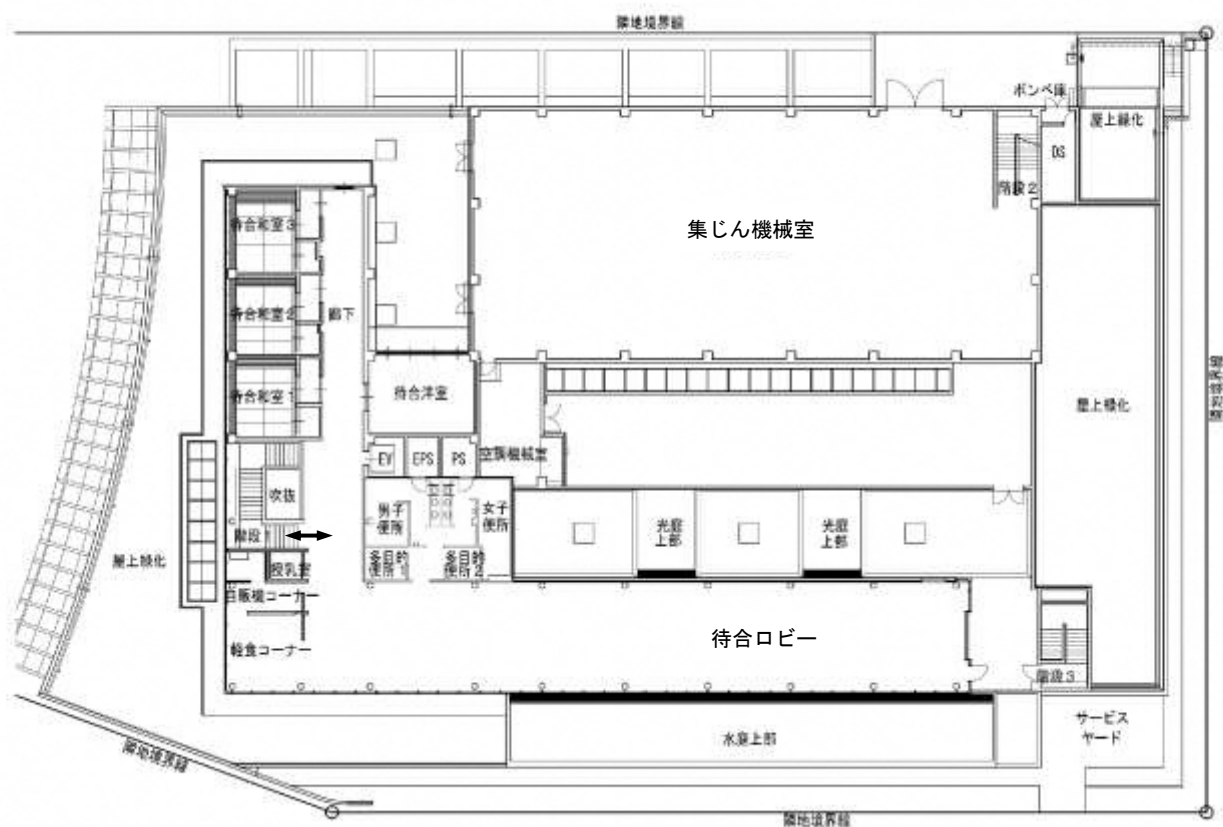 隣地境界線
ボンベ庫
屋上緑化
DS
階段2
集じん機械室
待合和室3
待合和室2
廊下
待合和室1
待合洋室
隣地境界線
屋上緑化
EV
EPS
PS
空調機械室
吹抜
男子
便所
女子
便所
光庭
上部
光庭
上部
階段1
屋上緑化
授乳室
多目的
便所1
多目的
便所2
自販機コーナー
軽食コーナー
待合ロビー
階段3
サービス
ヤード
水庭上部
隣地境界線
隣地境界線